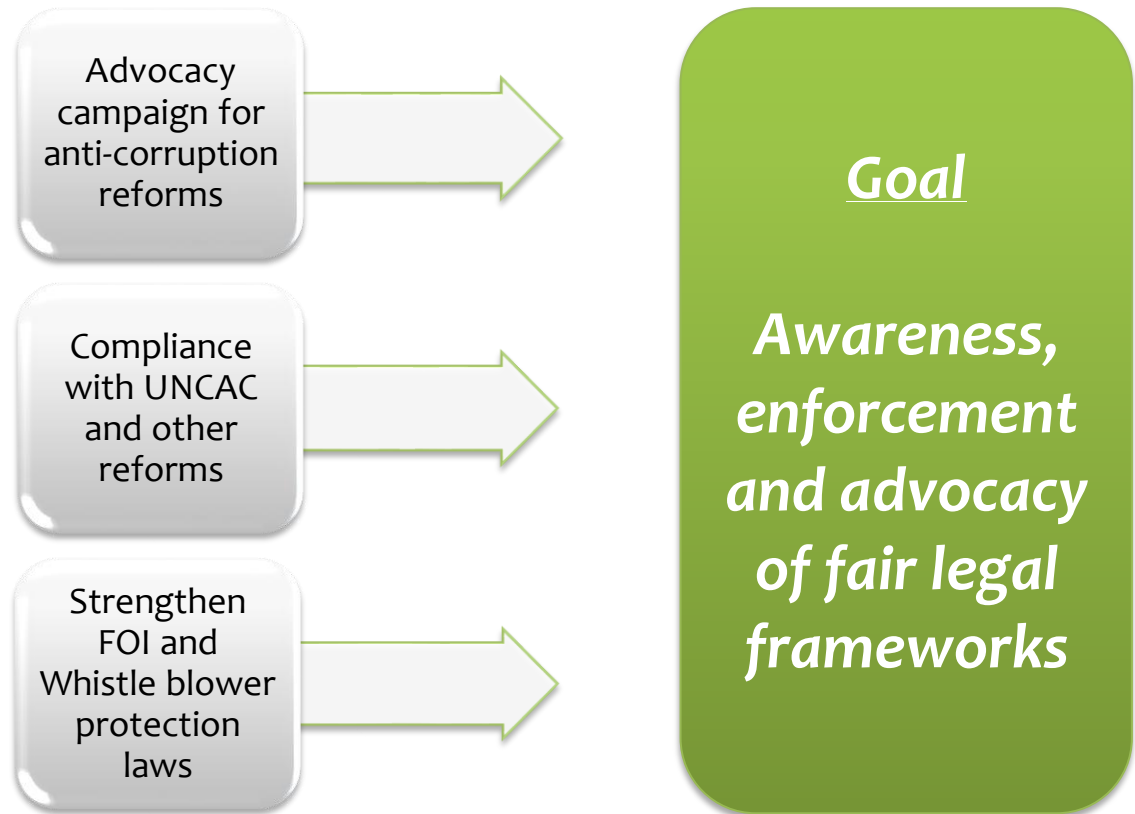 Advocacy
campaign for
anti-corruption
reforms
Compliance
with UNCAC
and other
reforms
Strengthen
FOI and
Whistle blower
protection
laws
Goal
Awareness,
enforcement
and advocacy
of fair legal
frameworks